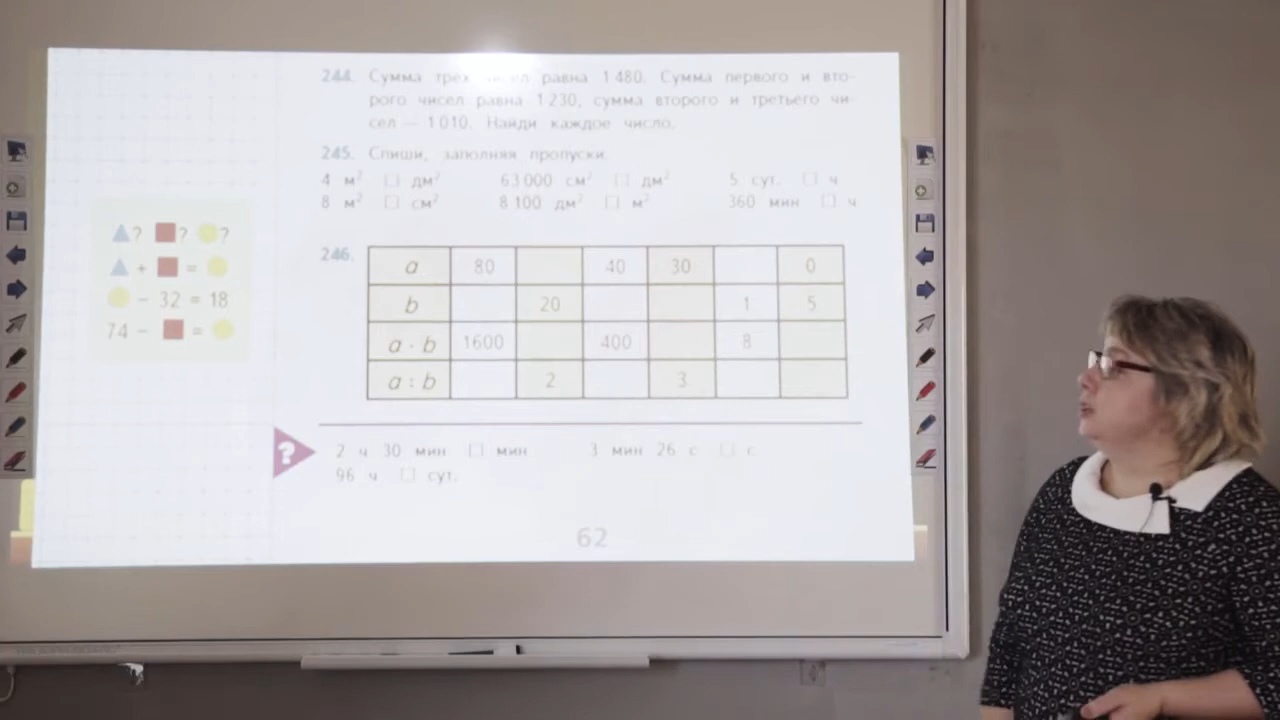 244. Сумма трех чисел равна 1 480. Сумма первого и вто-
рого чисел равна 1 230, сумма второго и третьего чи-
сел — 1 010. Найди каждое число.
245. Спиши, заполняя пропуски.
4 м² □ дм² 63 000 см² □ дм² 5 сут. □ ч
8 м² □ см² 8 100 дм² □ м² 360 мин □ ч
? ? ?
+ =
− 32 = 18
74 − =
246.
a 80 40 30 0
b 20 1 5
a · b 1600 400 8
a : b 2 3
?
2 ч 30 мин □ мин 3 мин 26 с □ с
96 ч □ сут.
62